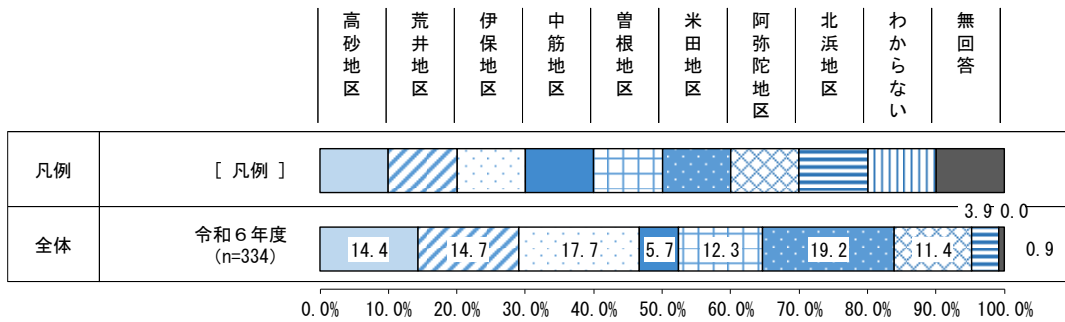 高砂地区
荒井地区
伊保地区
中筋地区
曽根地区
米田地区
阿弥陀地区
北浜地区
わからない
無回答
凡例
[ 凡例 ]
3.9 0.0
全体
令和６年度
(n=334)
14.4 14.7 17.7 5.7 12.3 19.2 11.4 0.9
0.0% 10.0% 20.0% 30.0% 40.0% 50.0% 60.0% 70.0% 80.0% 90.0% 100.0%